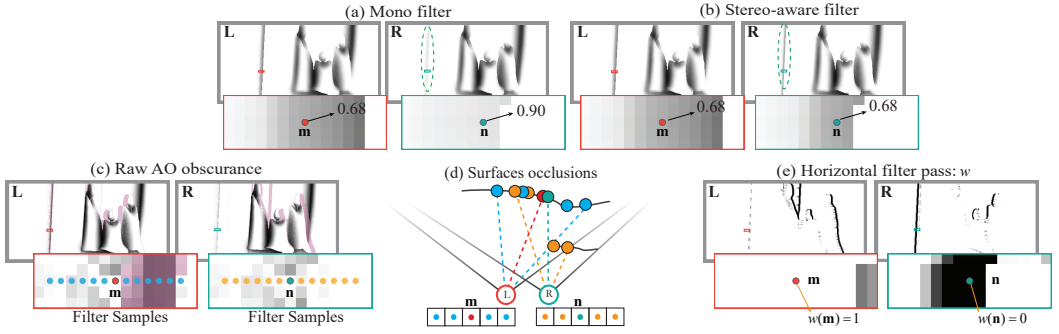 (a) Mono filter
(b) Stereo-aware filter
L
R
L
R
0.68
m
0.90
n
0.68
m
0.68
n
(c) Raw AO obscurance
(d) Surfaces occlusions
(e) Horizontal filter pass: w
L
R
L
R
m
n
L
R
m
n
m
n
Filter Samples
Filter Samples
w(m) = 1
w(n) = 0